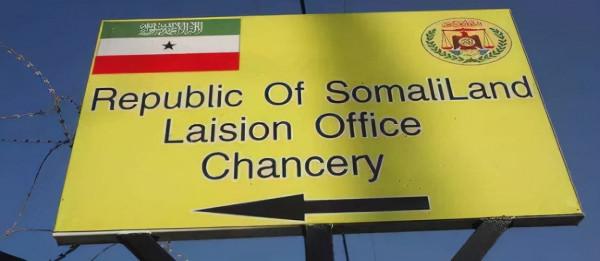 Republic Of SomaliLand
Laision Office
Chancery